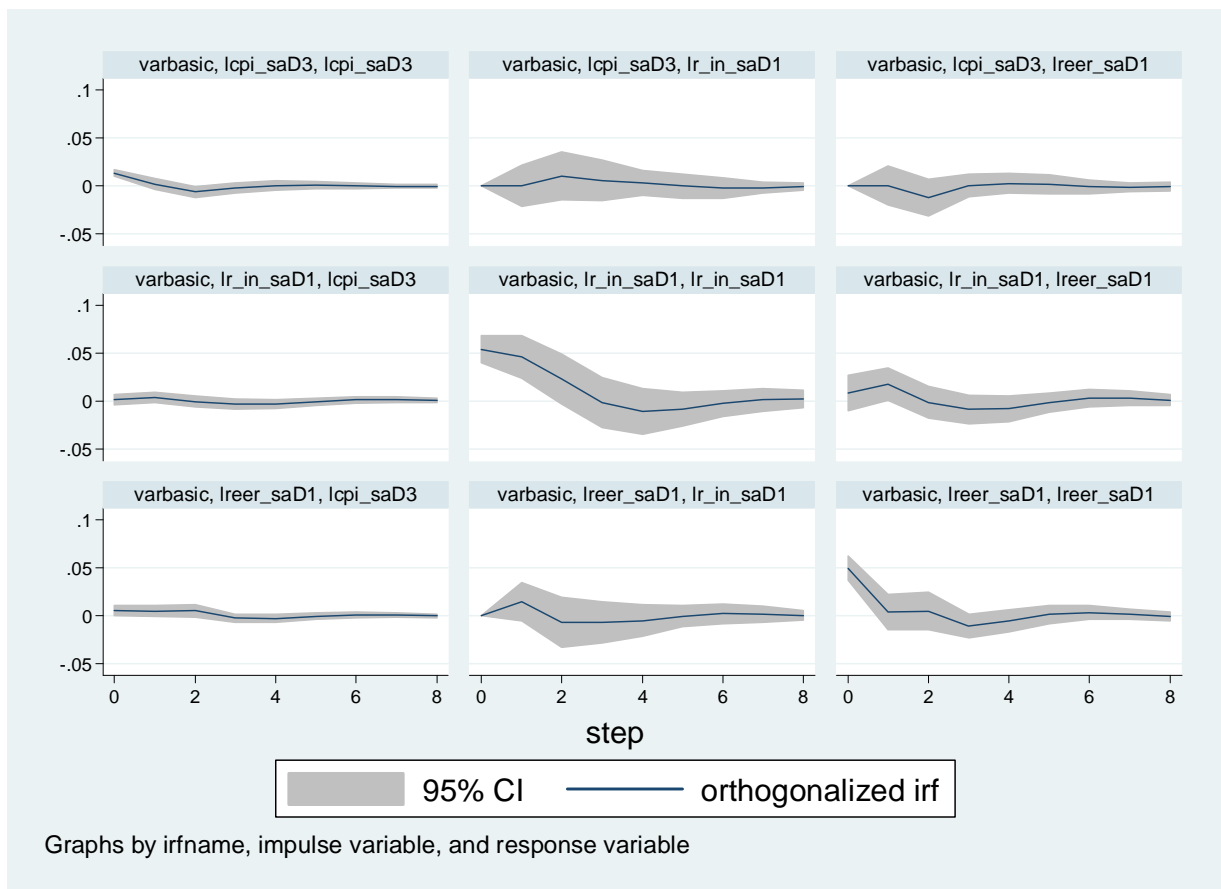 varbasic, lcpi_saD3, lcpi_saD3
varbasic, lcpi_saD3, lr_in_saD1
varbasic, lcpi_saD3, lreer_saD1
.1
.05
0
-.05
varbasic, lr_in_saD1, lcpi_saD3
varbasic, lr_in_saD1, lr_in_saD1
varbasic, lr_in_saD1, lreer_saD1
.1
.05
0
-.05
varbasic, lreer_saD1, lcpi_saD3
varbasic, lreer_saD1, lr_in_saD1
varbasic, lreer_saD1, lreer_saD1
.1
.05
0
-.05
0 2 4 6 8
0 2 4 6 8
0 2 4 6 8
step
95% CI
orthogonalized irf
Graphs by irfname, impulse variable, and response variable